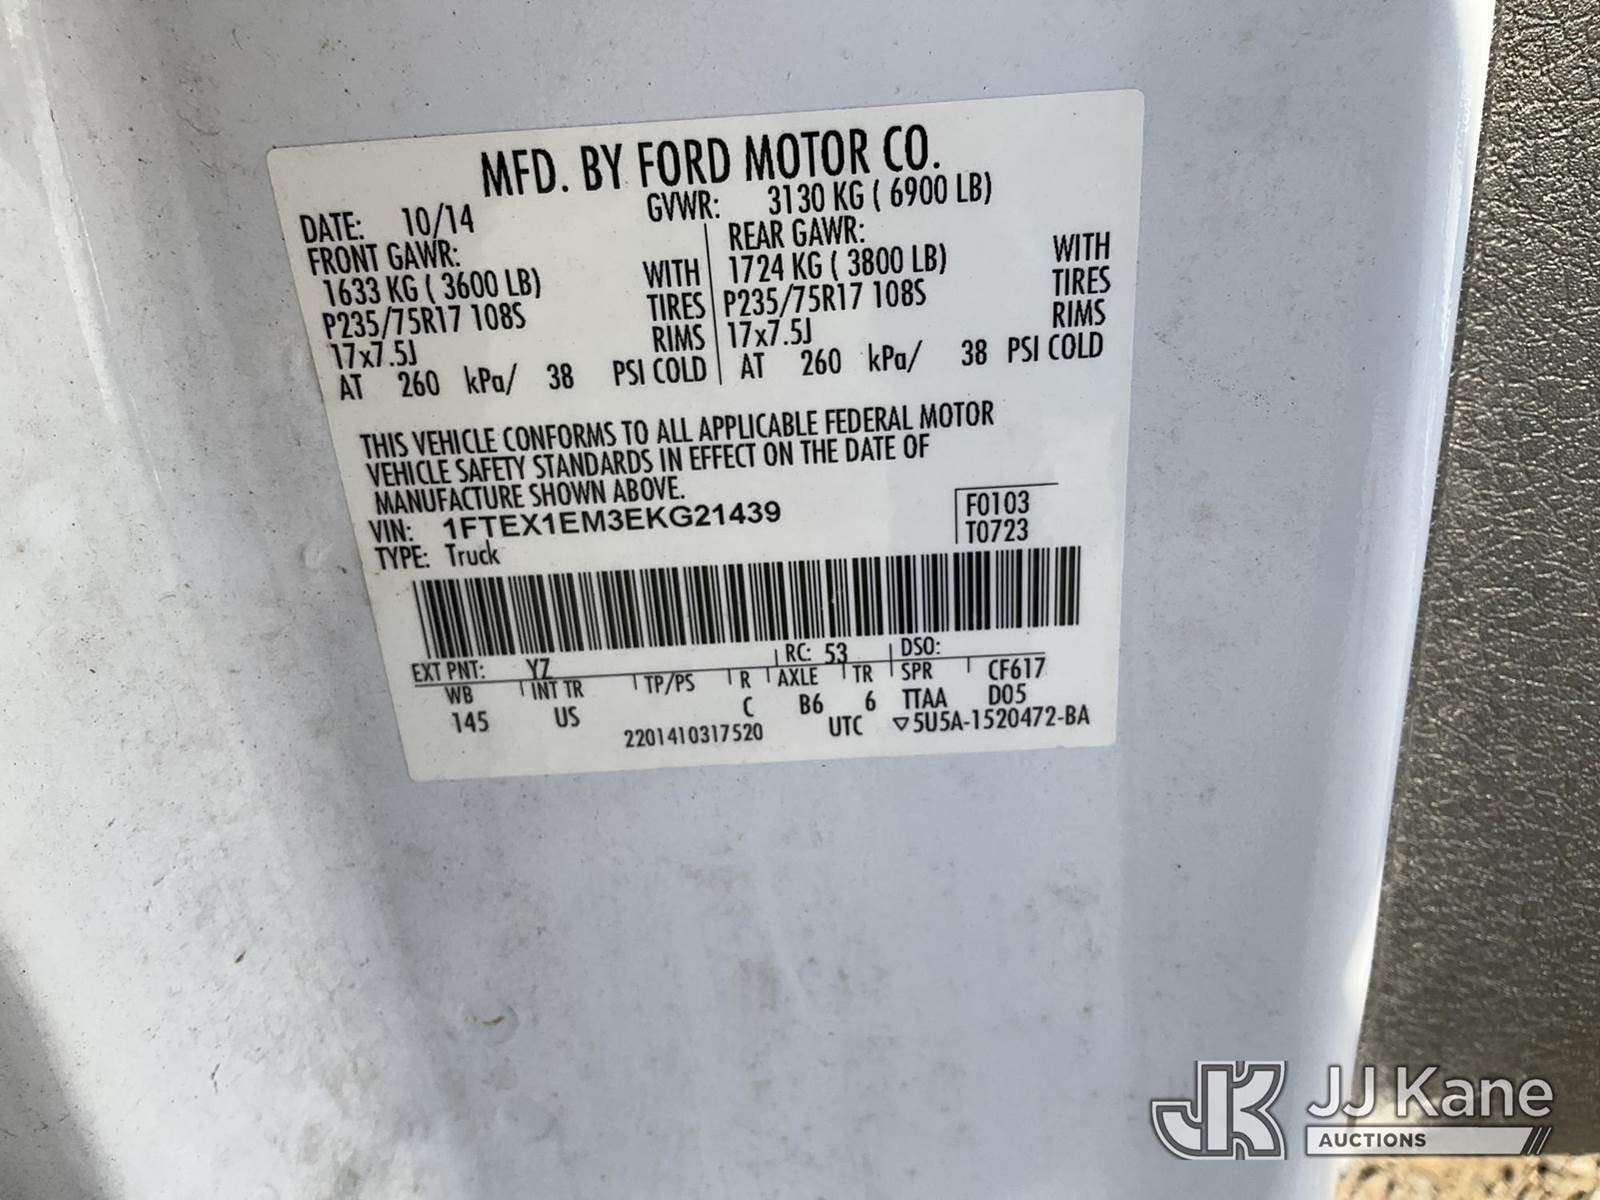 MFD. BY FORD MOTOR CO.
DATE: 10/14 GVWR: 3130 KG ( 6900 LB)
FRONT GAWR: REAR GAWR:
1633 KG ( 3600 LB) WITH 1724 KG ( 3800 LB) WITH
P235/75R17 108S TIRES P235/75R17 108S TIRES
17x7.5J RIMS 17x7.5J RIMS
AT 260 kPa/ 38 PSI COLD AT 260 kPa/ 38 PSI COLD
THIS VEHICLE CONFORMS TO ALL APPLICABLE FEDERAL MOTOR
VEHICLE SAFETY STANDARDS IN EFFECT ON THE DATE OF
MANUFACTURE SHOWN ABOVE.
VIN: 1FTEX1EM3EKG21439 F0103
TYPE: Truck T0723
EXT PNT: YZ RC: 53 DSO:
WB INT TR TP/PS R AXLE TR SPR CF617
145 US C B6 6 TTAA D05
2201410317520 UTC ▽5U5A-1520472-BA
JK JJ Kane
AUCTIONS